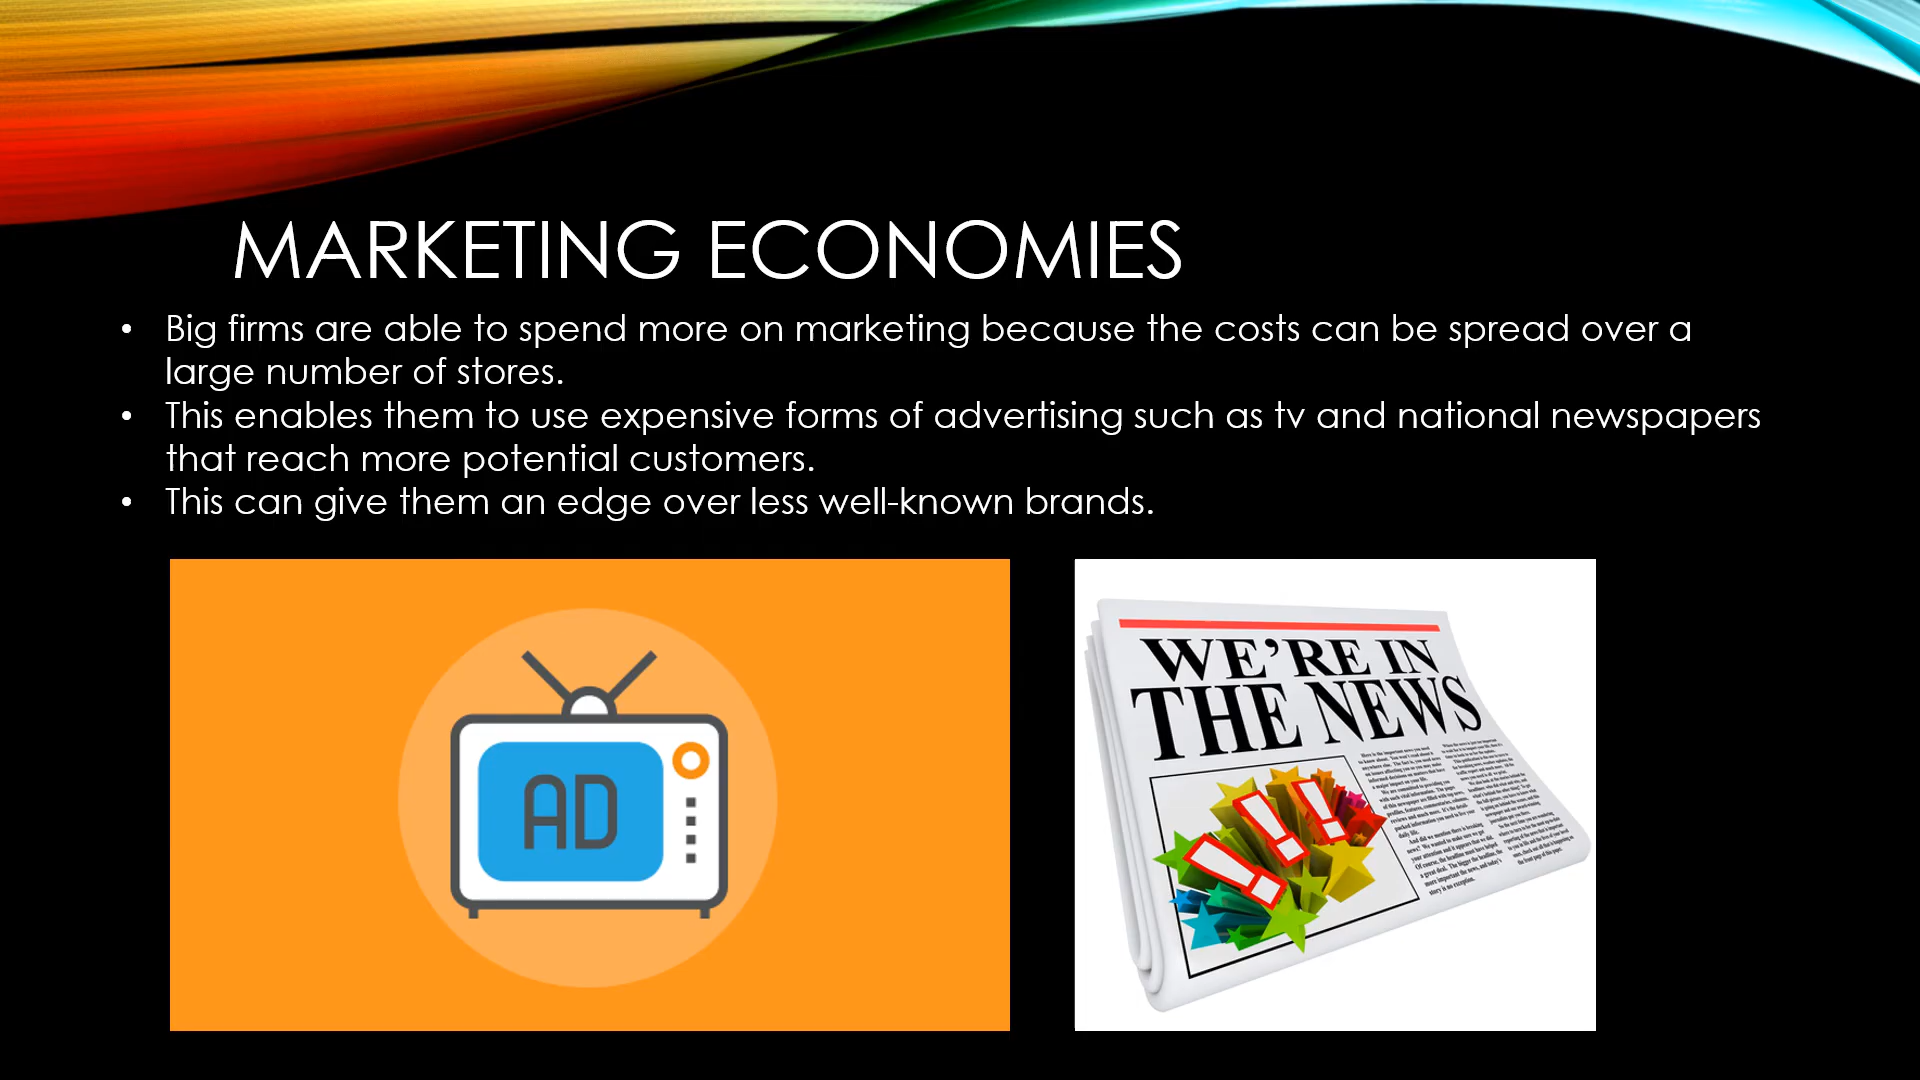 MARKETING ECONOMIES
• Big firms are able to spend more on marketing because the costs can be spread over a
large number of stores.
• This enables them to use expensive forms of advertising such as tv and national newspapers
that reach more potential customers.
• This can give them an edge over less well-known brands.
AD
WE'RE IN
THE NEWS